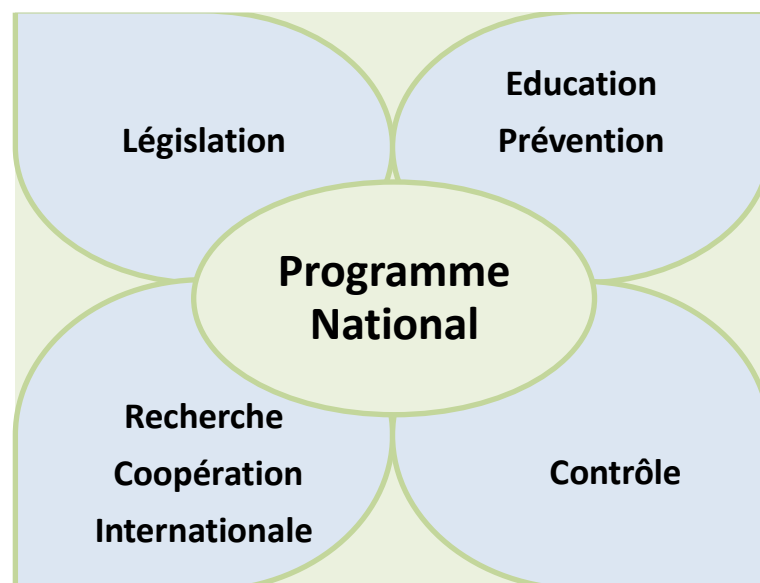 Législation
Education
Prévention
Programme
National
Recherche
Coopération
Internationale
Contrôle